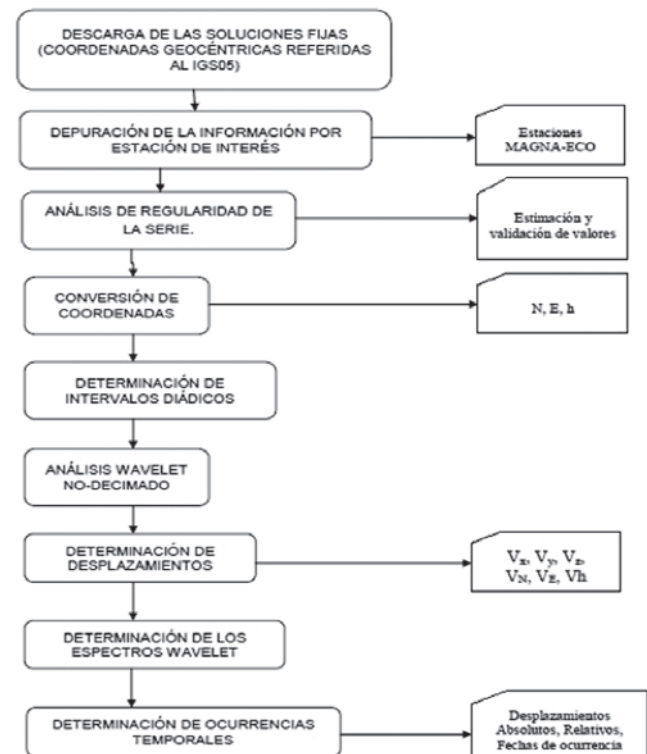 DESCARGA DE LAS SOLUCIONES FIJAS
(COORDENADAS GEOCÉNTRICAS REFERIDAS
AL IGS05)
DEPURACIÓN DE LA INFORMACIÓN POR
ESTACIÓN DE INTERÉS
Estaciones
MAGNA-ECO
ANÁLISIS DE REGULARIDAD DE
LA SERIE.
Estimación y
validación de valores
CONVERSIÓN DE
COORDENADAS
N, E, h
DETERMINACIÓN DE
INTERVALOS DIÁDICOS
ANÁLISIS WAVELET
NO-DECIMADO
DETERMINACIÓN DE
DESPLAZAMIENTOS
Vx, Vy, Vz,
VN, VE, Vh
DETERMINACIÓN DE LOS
ESPECTROS WAVELET
DETERMINACIÓN DE OCURRENCIAS
TEMPORALES
Desplazamientos
Absolutos, Relativos,
Fechas de ocurrencia